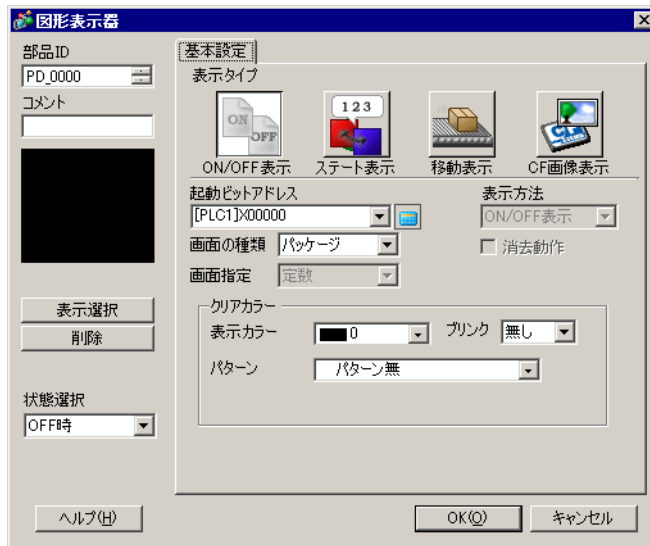 図形表示器
部品ID
PD_0000
コメント
表示選択
削除
状態選択
OFF時
ヘルプ(H)
基本設定
表示タイプ
ON
OFF
123
CF
ON/OFF表示
ステート表示
移動表示
CF画像表示
起動ビットアドレス
[PLC1]X00000
表示方法
ON/OFF表示
画面の種類
パッケージ
消去動作
画面指定
定数
クリアカラー
表示カラー
0
ブリンク
無し
パターン
パターン無
OK(O)
キャンセル